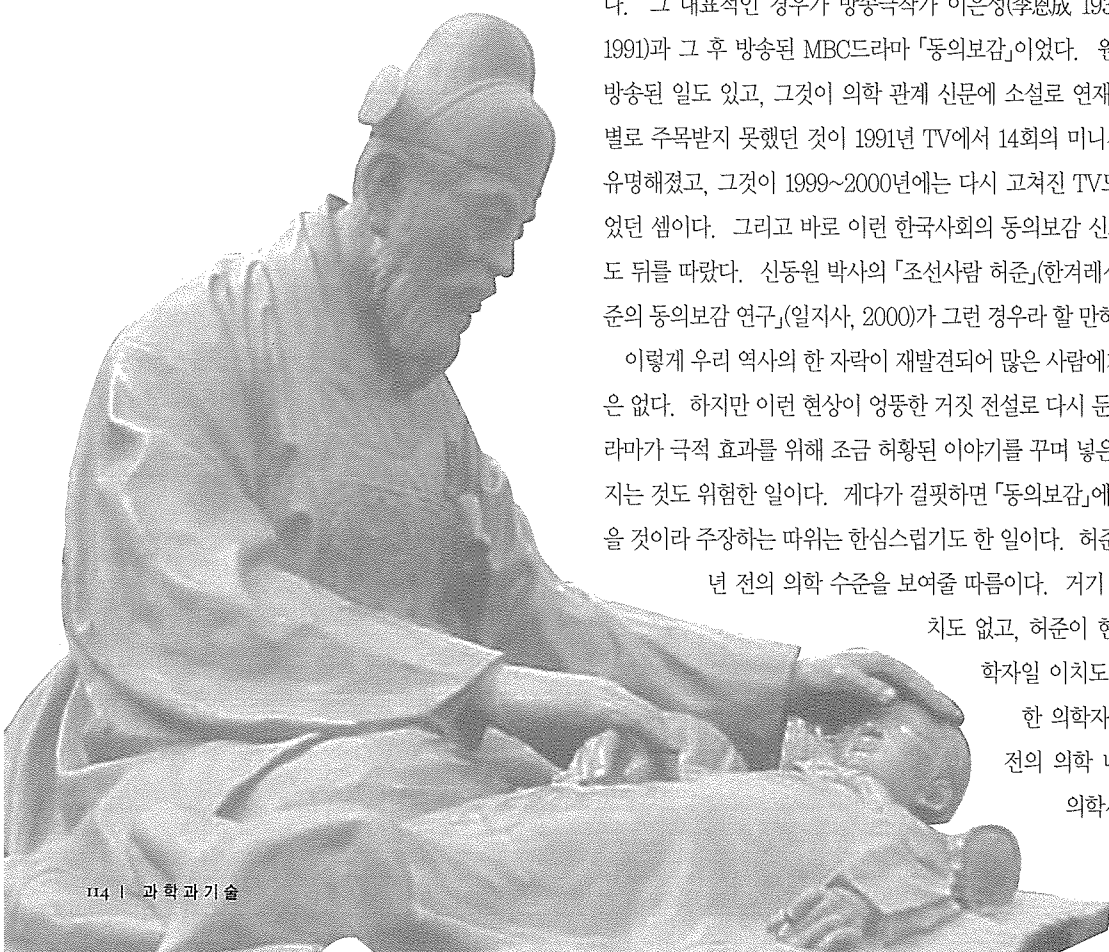 다. 그 대표적인 경우가 방송극작가 이은성(李恩成 193
1991)과 그 후 방송된 MBC드라마 「동의보감」이었다. 원
방송된 일도 있고, 그것이 의학 관계 신문에 소설로 연재
별로 주목받지 못했던 것이 1991년 TV에서 14회의 미니
유명해졌고, 그것이 1999~2000년에는 다시 고쳐진 TV드
었던 셈이다. 그리고 바로 이런 한국사회의 동의보감 신
도 뒤를 따랐다. 신동원 박사의 「조선사람 허준」(한겨레
준의 동의보감 연구」(일지사, 2000)가 그런 경우라 할 만하
이렇게 우리 역사의 한 자락이 재발견되어 많은 사람에
은 없다. 하지만 이런 현상이 엉뚱한 거짓 전설로 다시 둔
라마가 극적 효과를 위해 조금 허황된 이야기를 꾸며 넣은
지는 것도 위험한 일이다. 게다가 걸핏하면 「동의보감」에
을 것이라 주장하는 따위는 한심스럽기도 한 일이다. 허준
년 전의 의학 수준을 보여줄 따름이다. 거기
치도 없고, 허준이 현
학자일 이치도
한 의학자
전의 의학
의학
114 | 과학과기술